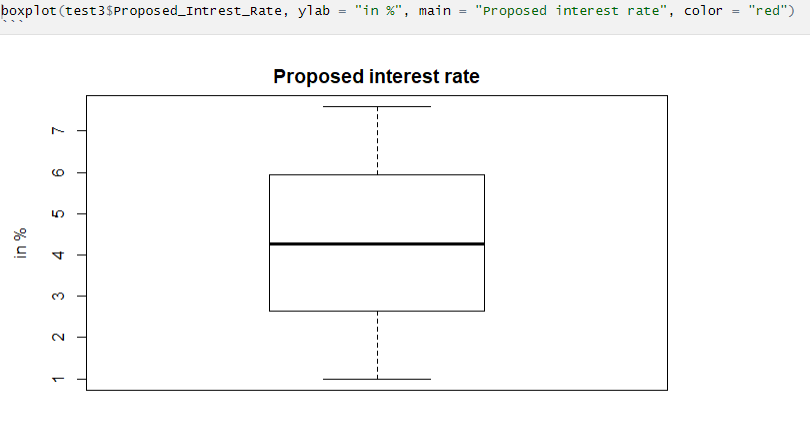 boxplot(test3$Proposed_Intrest_Rate, ylab = "in %", main = "Proposed interest rate", color = "red")
```
Proposed interest rate
in %
7
6
5
4
3
2
1